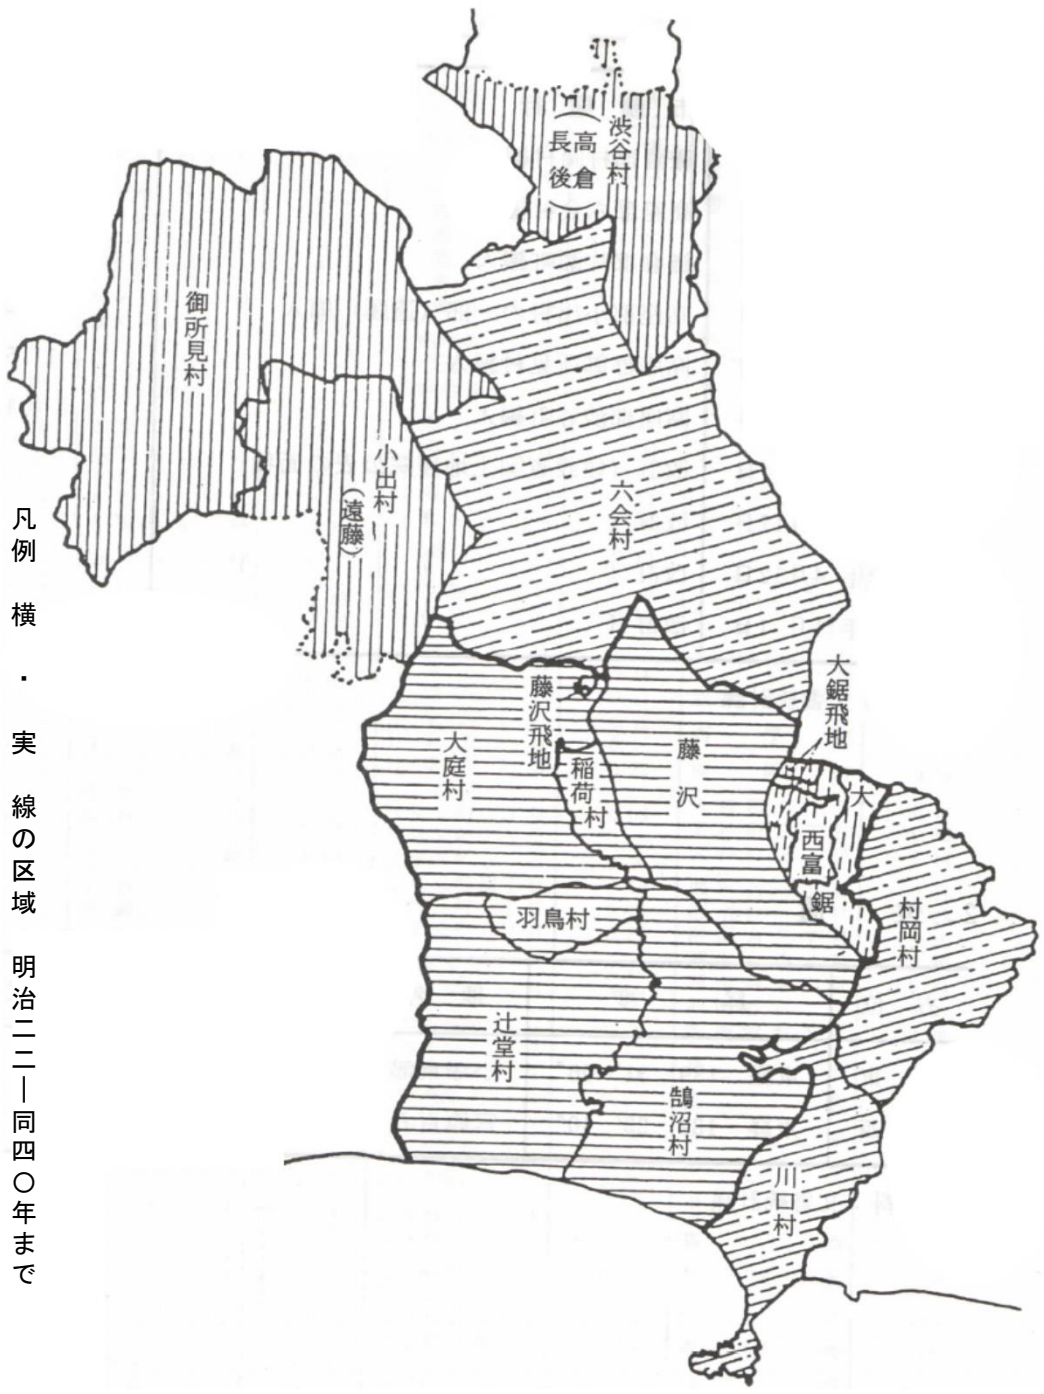 渋谷村
(高倉
長後)
御所見村
小出村
(遠藤)
六会村
大鋸飛地
藤沢飛地
大庭村
稲荷村
藤沢
大鋸
西富
羽鳥村
村岡村
辻堂村
鵠沼村
川口村
凡例 横・実線の区域 明治二二―同四〇年まで